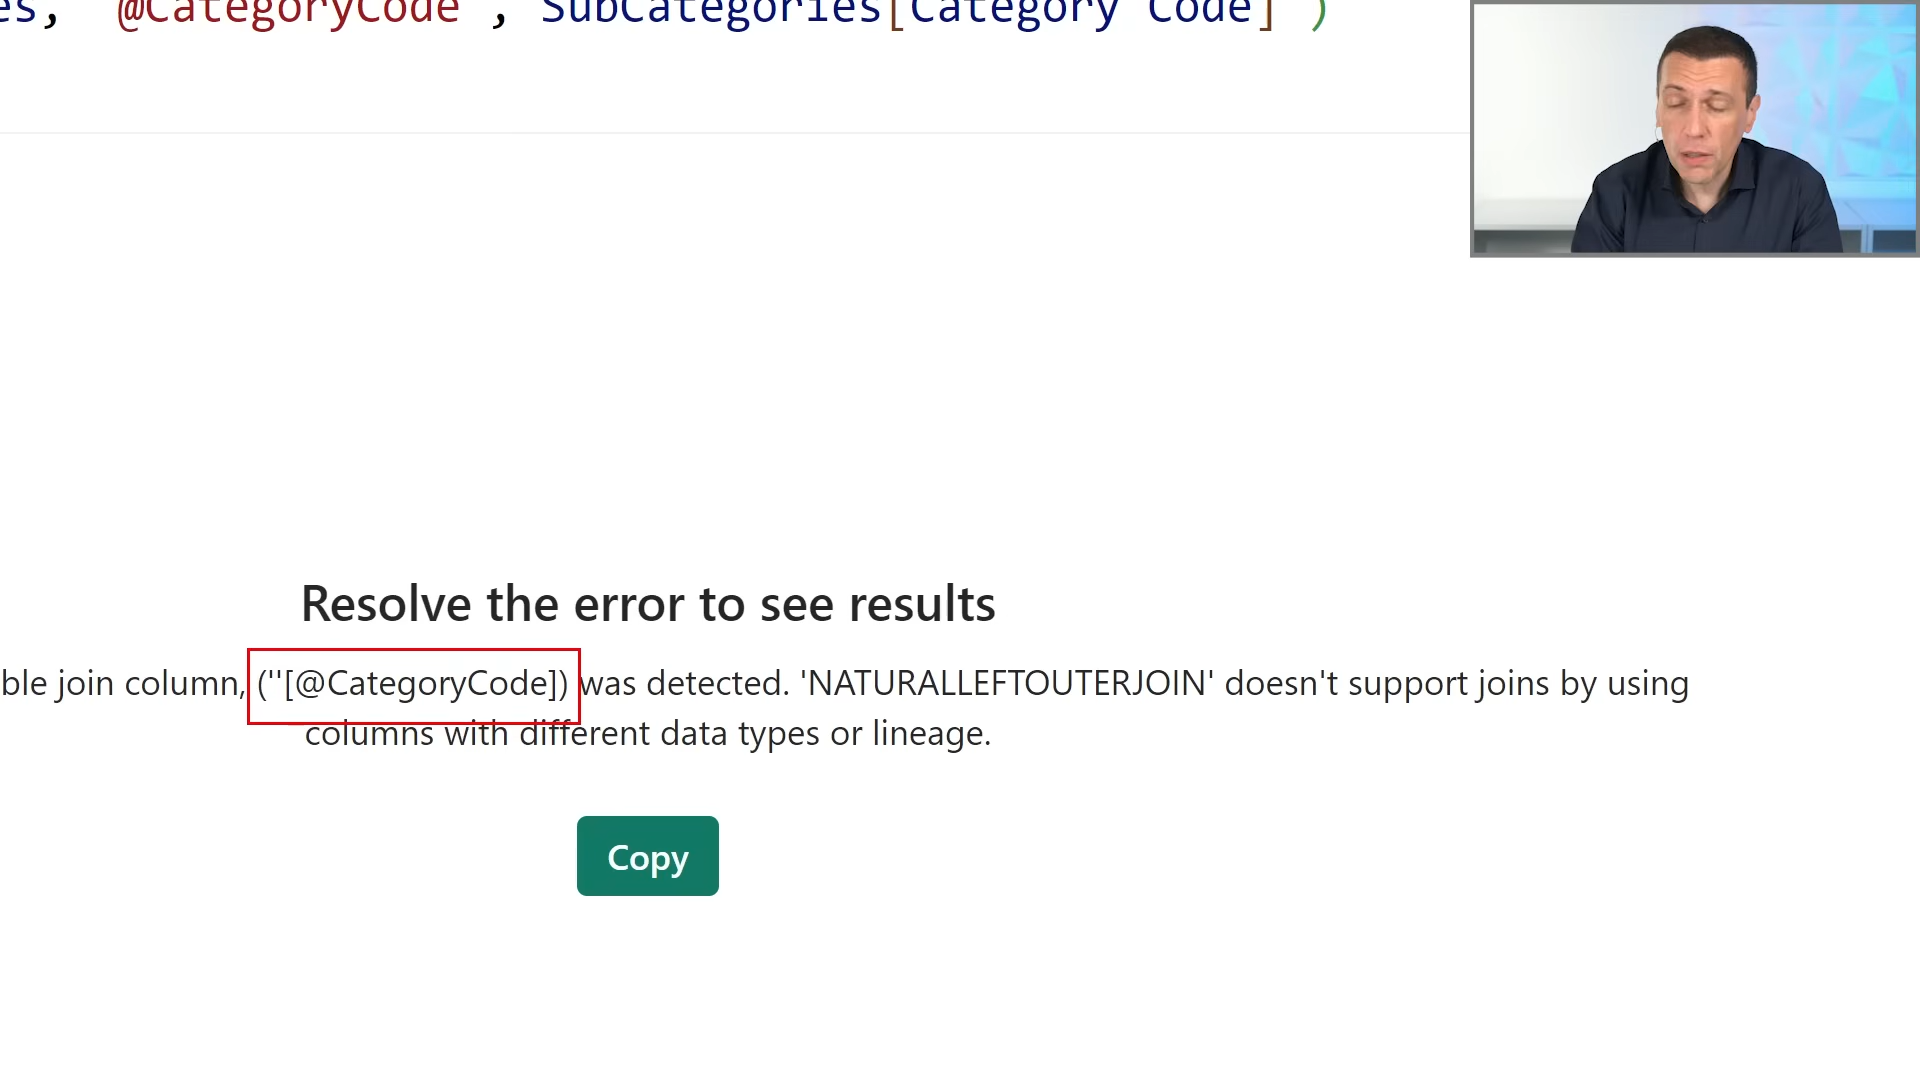 es, "@CategoryCode", SubCategories[Category Code] )
Resolve the error to see results
ble join column, (''[@CategoryCode]) was detected. 'NATURALLEFTOUTERJOIN' doesn't support joins by using
columns with different data types or lineage.
Copy